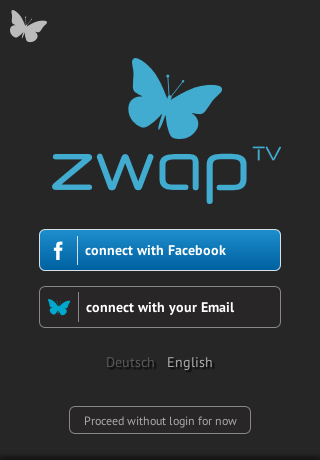 zwap TV
connect with Facebook
connect with your Email
Deutsch English
Proceed without login for now